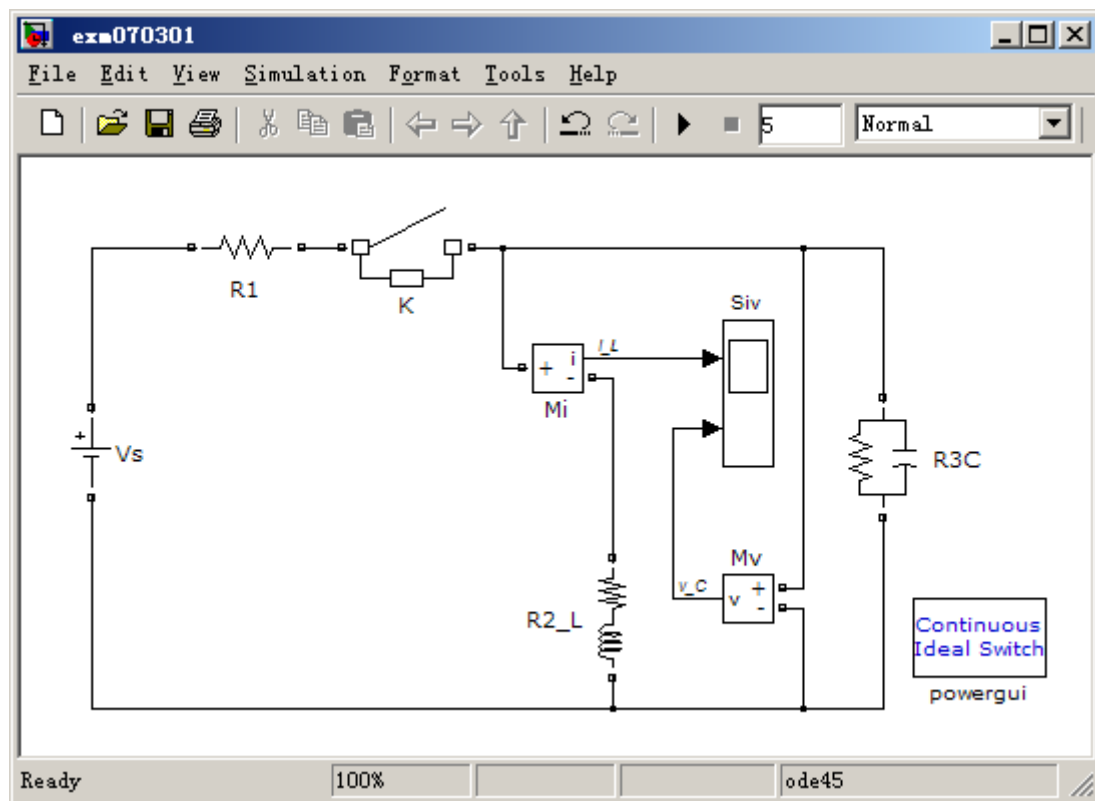 exm070301
File Edit View Simulation Format Tools Help
5 Normal
R1
K
Siv
+ i
-
I_L
Mi
+
Vs
R3C
Mv
v_C
v +
-
R2_L
Continuous
Ideal Switch
powergui
Ready 100% ode45